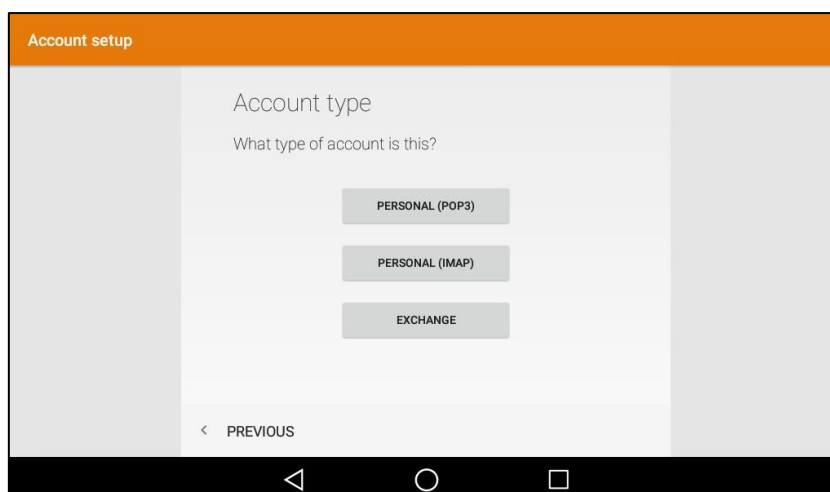 Account setup
Account type
What type of account is this?
PERSONAL (POP3)
PERSONAL (IMAP)
EXCHANGE
PREVIOUS